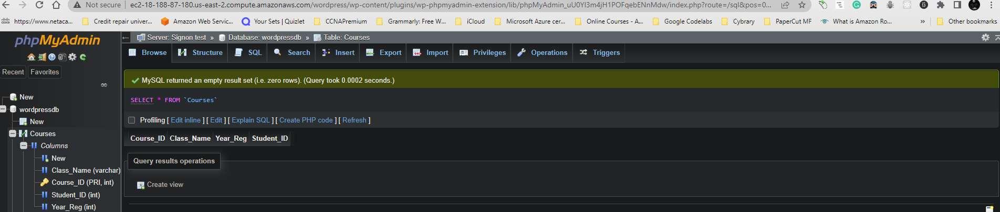 Not secure | ec2-18-188-87-180.us-east-2.compute.amazonaws.com/wordpress/wp-content/plugins/wp-phpmyadmin-extension/lib/phpMyAdmin_uU0Yl3m4jH1POFqebENnMdw/index.php?route=/sql&pos=0...
https://www.netaca... Credit repair univer... Amazon Web Servic... Your Sets | Quizlet CCNAPremium Grammarly: Free W... iCloud Microsoft Azure cer... Online Courses - A... Google Codelabs Cybrary PaperCut MF What is Amazon Ro... » Other bookmarks
phpMyAdmin
Recent Favorites
New
wordpressdb
New
Courses
Columns
New
Class_Name (varchar)
Course_ID (PRI, int)
Student_ID (int)
Year_Reg (int)
Server: Signon test » Database: wordpressdb » Table: Courses
Browse Structure SQL Search Insert Export Import Privileges Operations Triggers
MySQL returned an empty result set (i.e. zero rows). (Query took 0.0002 seconds.)
SELECT * FROM `Courses`
Profiling [ Edit inline ] [ Edit ] [ Explain SQL ] [ Create PHP code ] [ Refresh ]
Course_ID Class_Name Year_Reg Student_ID
Query results operations
Create view